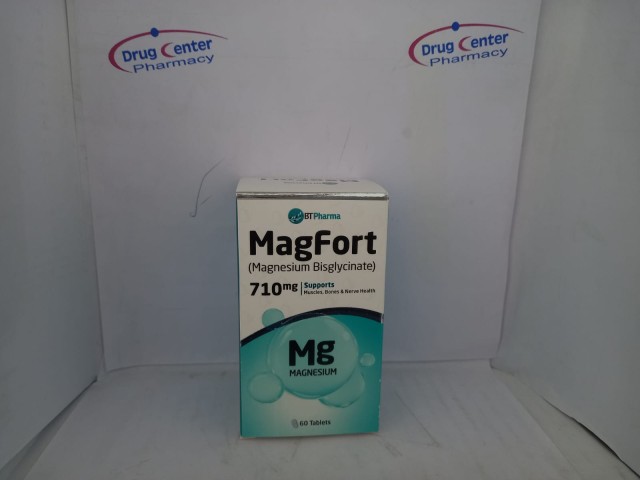 Drug Center
Pharmacy
Drug Center
Pharmacy
BTPharma
MagFort
(Magnesium Bisglycinate)
710mg
Supports
Muscles, Bones & Nerve Health
Mg
MAGNESIUM
60 Tablets